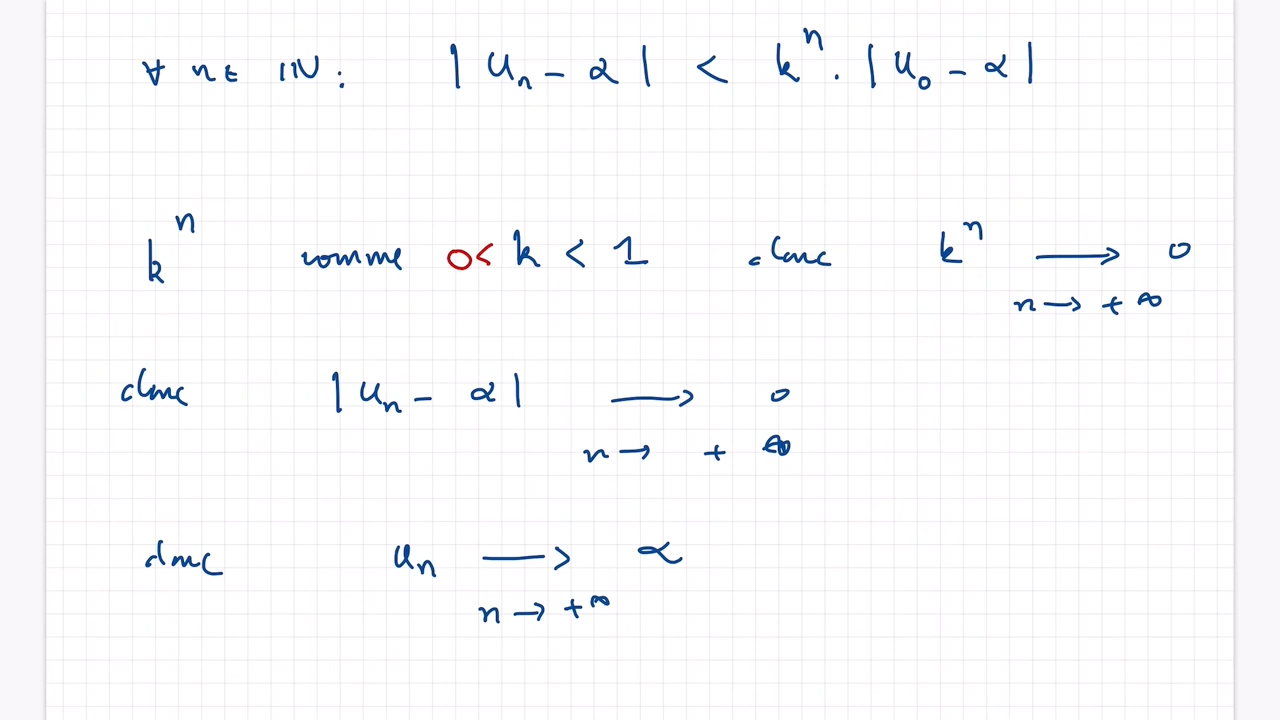 ∀ n ∈ ℕ : |uₙ - α| < kⁿ . |u₀ - α|
kⁿ comme 0 < k < 1 donc kⁿ → 0
n → +∞
donc |uₙ - α| → 0
n → +∞
donc uₙ → α
n → +∞